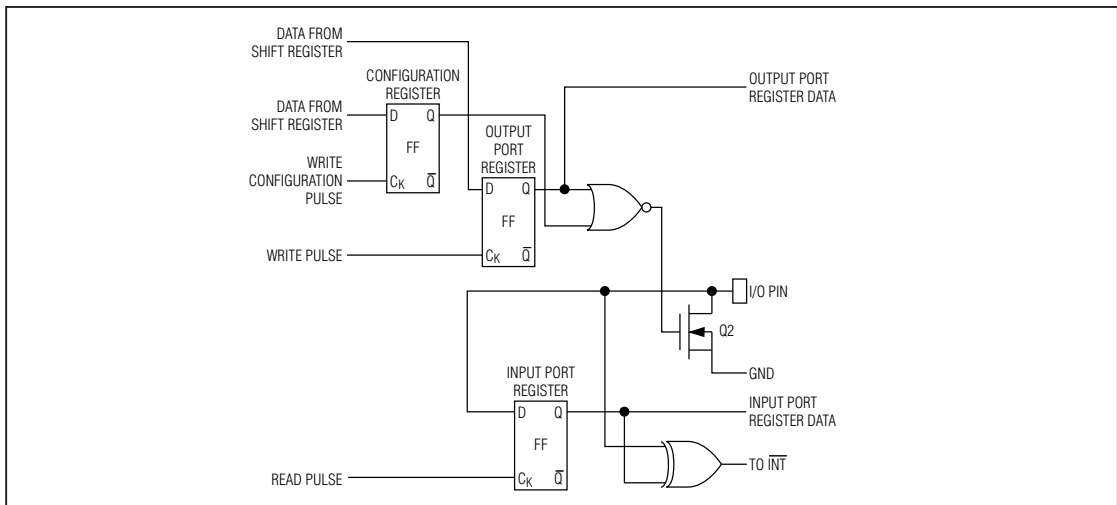 DATA FROM
SHIFT REGISTER
CONFIGURATION
REGISTER
OUTPUT PORT
REGISTER DATA
DATA FROM
SHIFT REGISTER
D Q
FF
CK Q̅
OUTPUT
PORT
REGISTER
WRITE
CONFIGURATION
PULSE
D Q
FF
CK Q̅
WRITE PULSE
I/O PIN
Q2
GND
INPUT PORT
REGISTER
INPUT PORT
REGISTER DATA
D Q
FF
CK Q̅
TO I̅N̅T̅
READ PULSE